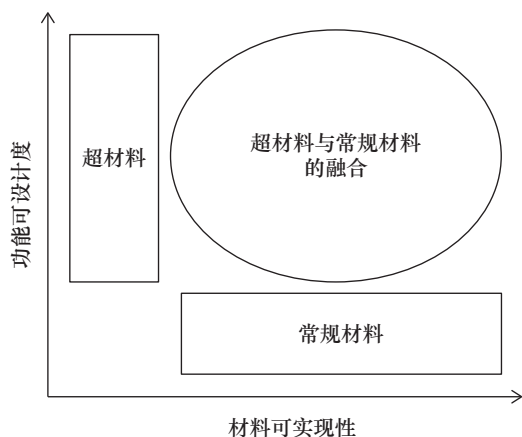 功能可设计度
超材料
超材料与常规材料
的融合
常规材料
材料可实现性